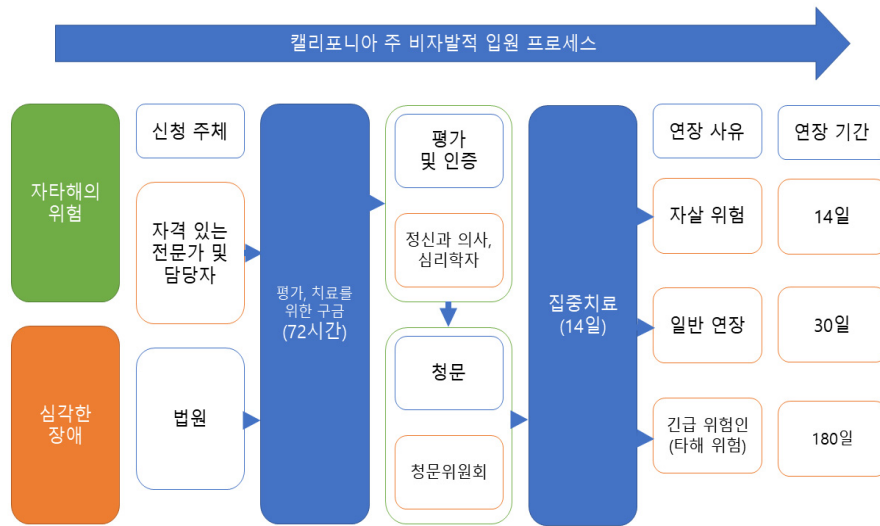 캘리포니아 주 비자발적 입원 프로세스
자타해의
위험
심각한
장애
신청 주체
자격 있는
전문가 및
담당자
법원
평가, 치료를
위한 구금
(72시간)
평가
및 인증
정신과 의사,
심리학자
청문
청문위원회
집중치료
(14일)
연장 사유
연장 기간
자살 위험
14일
일반 연장
30일
긴급 위험인
(타해 위험)
180일